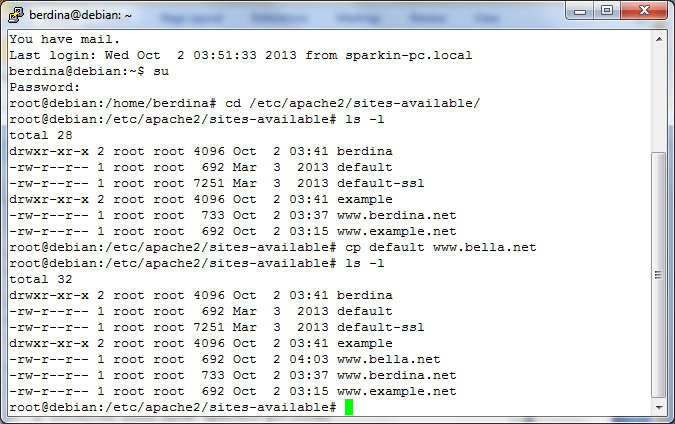 berdina@debian: ~
You have mail.
Last login: Wed Oct  2 03:51:33 2013 from sparkin-pc.local
berdina@debian:~$ su
Password:
root@debian:/home/berdina# cd /etc/apache2/sites-available/
root@debian:/etc/apache2/sites-available# ls -l
total 28
drwxr-xr-x 2 root root 4096 Oct  2 03:41 berdina
-rw-r--r-- 1 root root  692 Mar  3  2013 default
-rw-r--r-- 1 root root 7251 Mar  3  2013 default-ssl
drwxr-xr-x 2 root root 4096 Oct  2 03:41 example
-rw-r--r-- 1 root root  733 Oct  2 03:37 www.berdina.net
-rw-r--r-- 1 root root  692 Oct  2 03:15 www.example.net
root@debian:/etc/apache2/sites-available# cp default www.bella.net
root@debian:/etc/apache2/sites-available# ls -l
total 32
drwxr-xr-x 2 root root 4096 Oct  2 03:41 berdina
-rw-r--r-- 1 root root  692 Mar  3  2013 default
-rw-r--r-- 1 root root 7251 Mar  3  2013 default-ssl
drwxr-xr-x 2 root root 4096 Oct  2 03:41 example
-rw-r--r-- 1 root root  692 Oct  2 04:03 www.bella.net
-rw-r--r-- 1 root root  733 Oct  2 03:37 www.berdina.net
-rw-r--r-- 1 root root  692 Oct  2 03:15 www.example.net
root@debian:/etc/apache2/sites-available#